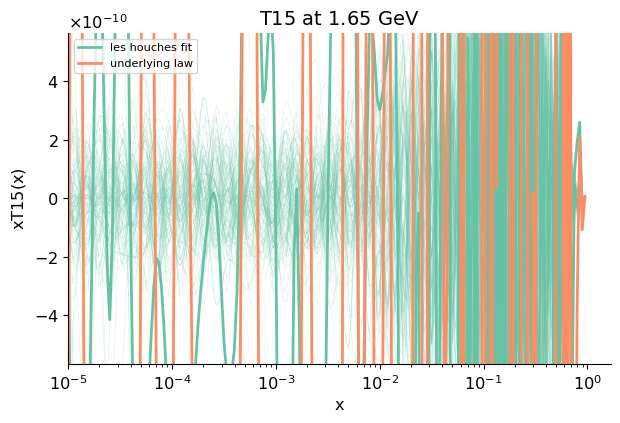 T15 at 1.65 GeV
×10⁻¹⁰
les houches fit
underlying law
4
2
0
−2
−4
xT15(x)
10⁻⁵ 10⁻⁴ 10⁻³ 10⁻² 10⁻¹ 10⁰
x